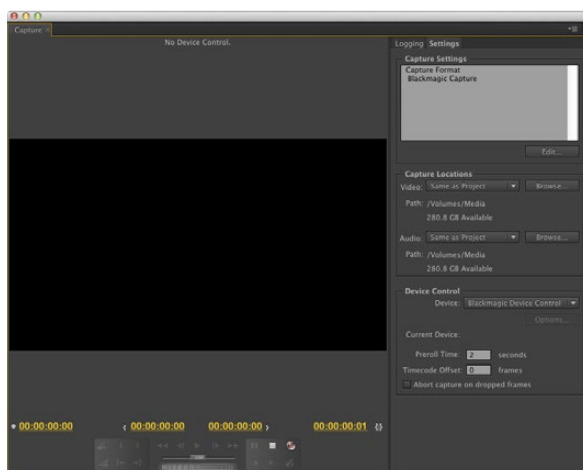 Capture
No Device Control.
Logging Settings
Capture Settings
Capture Format
Blackmagic Capture
Edit...
Capture Locations
Video: Same as Project Browse...
Path: /Volumes/Media
280.8 GB Available
Audio: Same as Project Browse...
Path: /Volumes/Media
280.8 GB Available
Device Control
Device: Blackmagic Device Control
Options...
Current Device:
Preroll Time: 2 seconds
Timecode Offset: 0 frames
Abort capture on dropped frames
00:00:00:00 { 00:00:00:00 00:00:00:00 } 00:00:00:01 {}